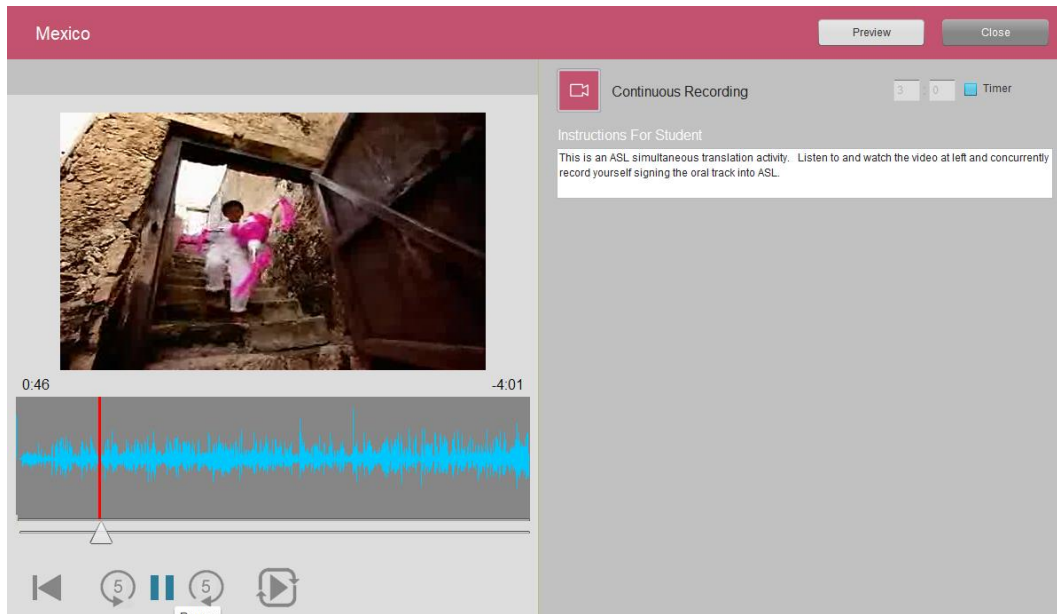 Mexico
Preview
Close
Continuous Recording
3 : 0
Timer
Instructions For Student
This is an ASL simultaneous translation activity. Listen to and watch the video at left and concurrently
record yourself signing the oral track into ASL.
0:46
-4:01
5
5